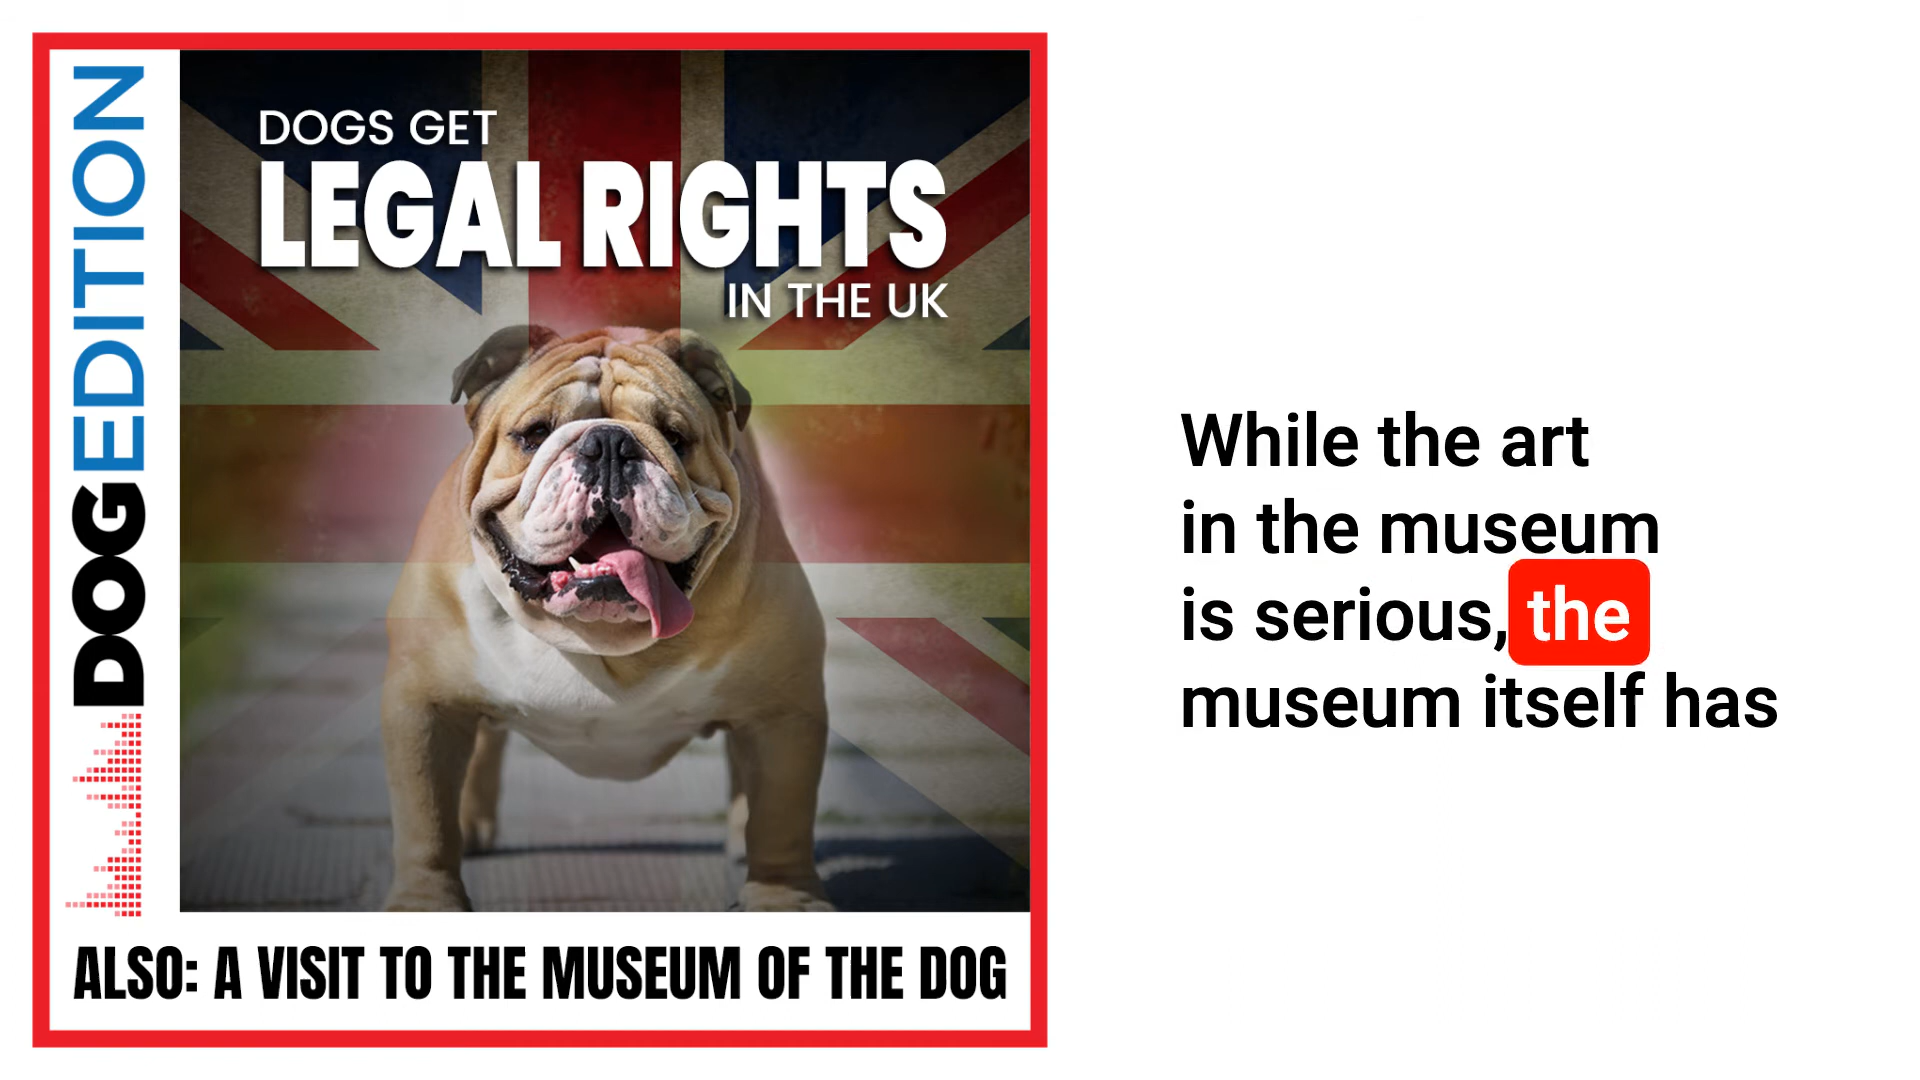 DOGEDITION
DOGS GET
LEGAL RIGHTS
IN THE UK
ALSO: A VISIT TO THE MUSEUM OF THE DOG
While the art
in the museum
is serious, the
museum itself has